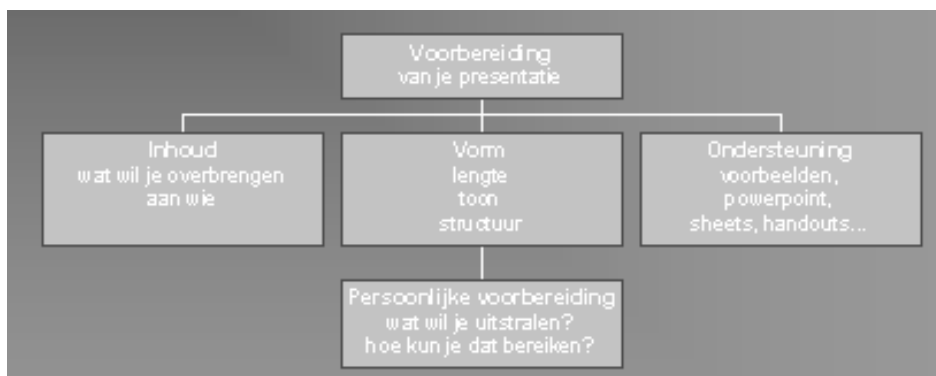 Voorbereiding
van je presentatie
Inhoud
wat wil je overbrengen
aan wie
Vorm
lengte
toon
structuur
Ondersteuning
voorbeelden,
powerpoint,
sheets, handouts...
Persoonlijke voorbereiding
wat wil je uitstralen?
hoe kun je dat bereiken?